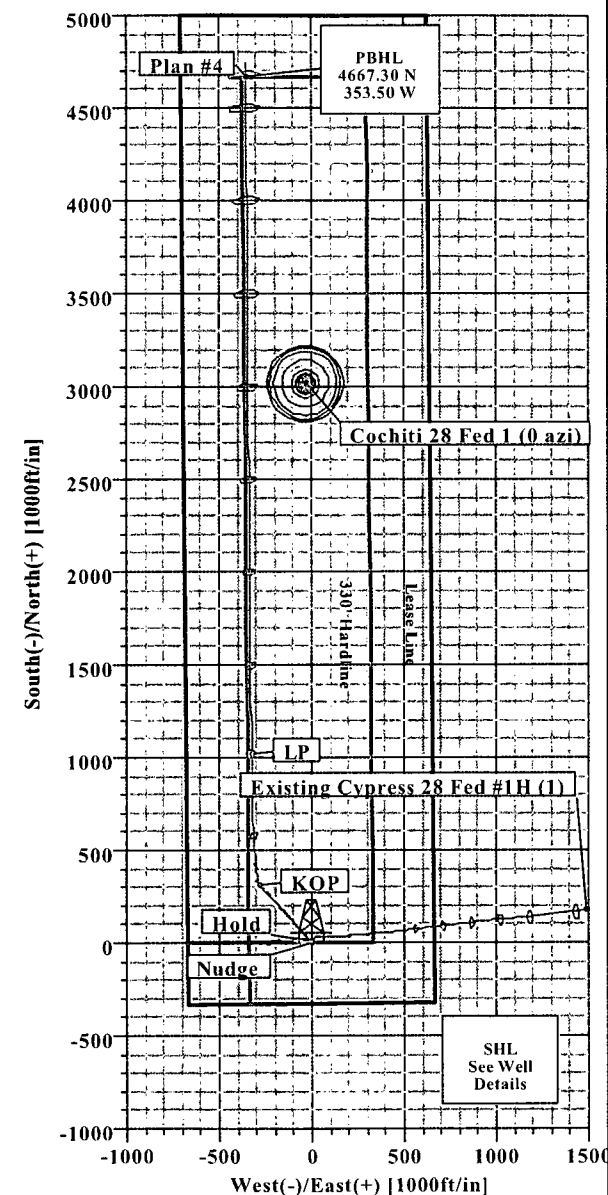 5000
Plan #4
PBHL
4667.30 N
353.50 W
4500
4000
3500
3000
Cochiti 28 Fed 1 (0 azi)
2500
2000
330' Hardline
Lease Line
1500
LP
1000
Existing Cypress 28 Fed #1H (1)
500
KOP
Hold
0
Nudge
-500
SHL
See Well
Details
-1000
South(-)/North(+) [1000ft/in]
-1000
-500
0
500
1000
1500
West(-)/East(+) [1000ft/in]